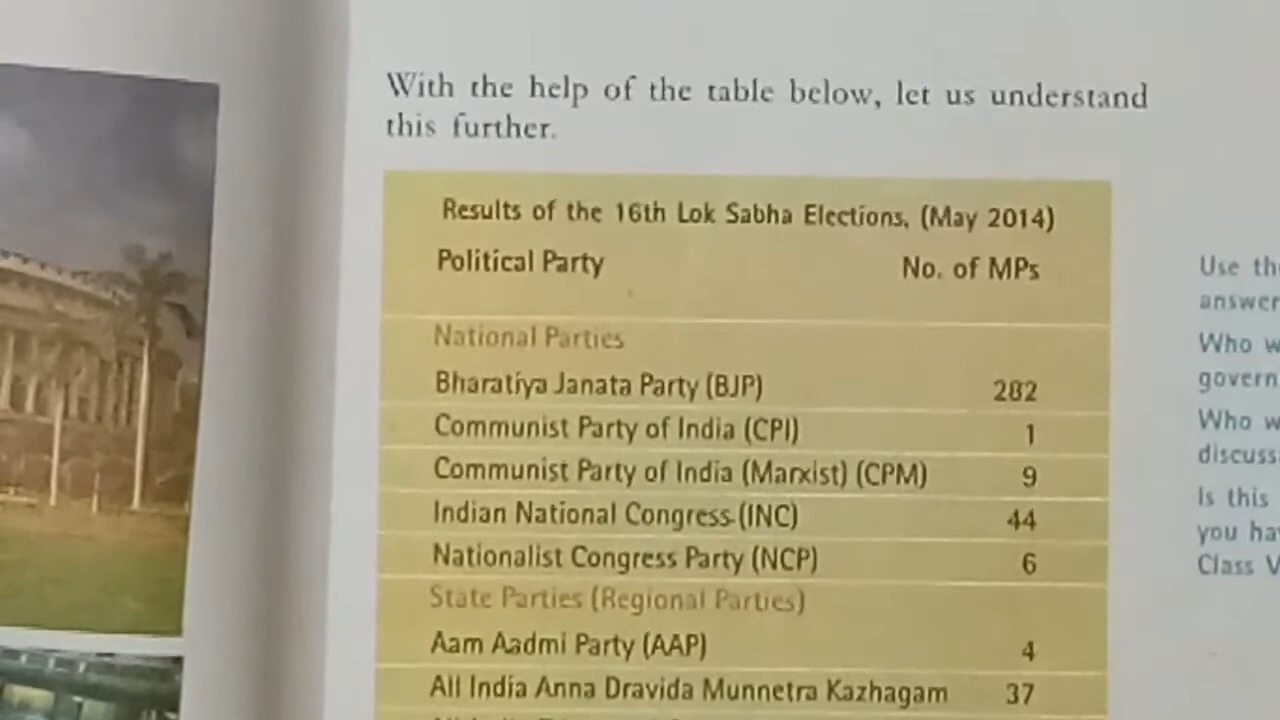 With the help of the table below, let us understand
this further.
Results of the 16th Lok Sabha Elections, (May 2014)
Political Party No. of MPs
National Parties
Bharatiya Janata Party (BJP) 282
Communist Party of India (CPI) 1
Communist Party of India (Marxist) (CPM) 9
Indian National Congress (INC) 44
Nationalist Congress Party (NCP) 6
State Parties (Regional Parties)
Aam Aadmi Party (AAP) 4
All India Anna Dravida Munnetra Kazhagam 37
Use
answer
Who
govern
Who
discuss
Is this
you
Class V